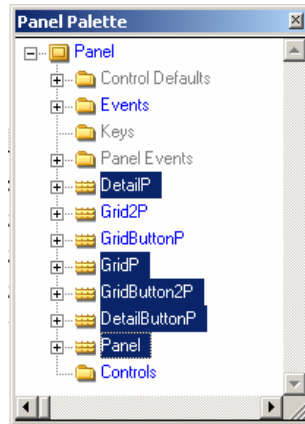 Panel Palette
Panel
Control Defaults
Events
Keys
Panel Events
DetailP
Grid2P
GridButtonP
GridP
GridButton2P
DetailButtonP
Panel
Controls